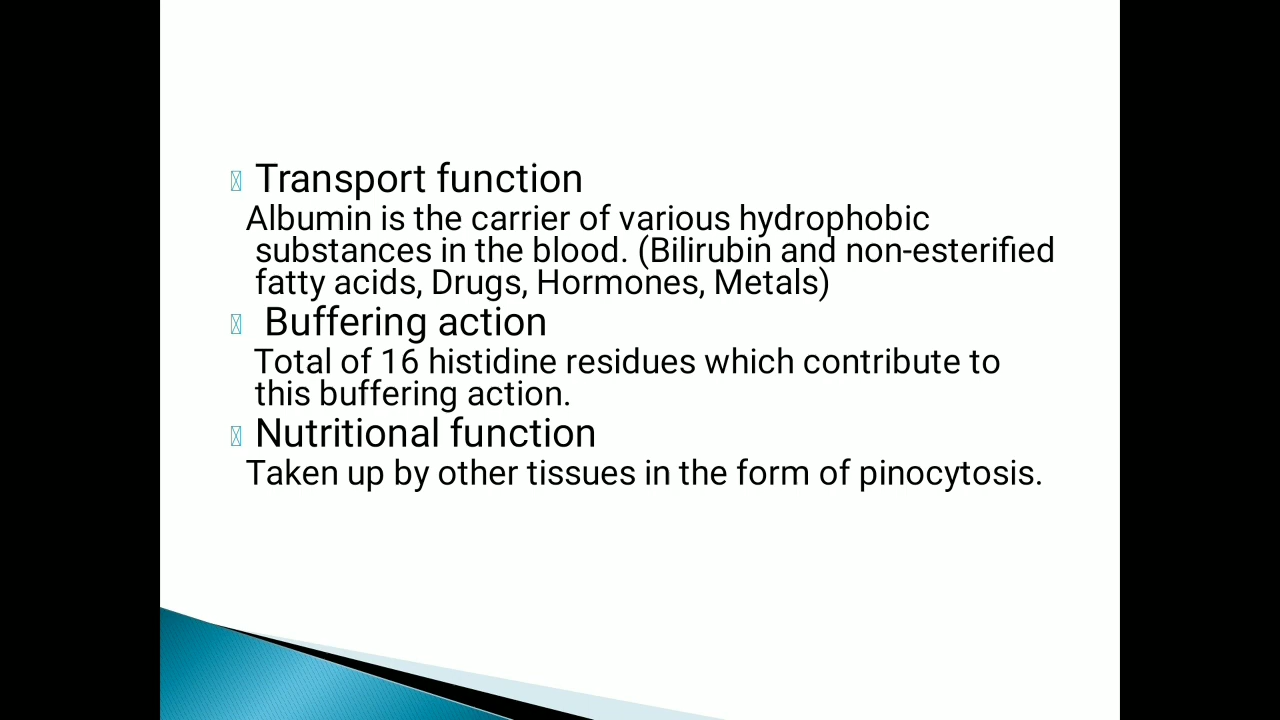 Transport function
Albumin is the carrier of various hydrophobic
substances in the blood. (Bilirubin and non-esterified
fatty acids, Drugs, Hormones, Metals)
Buffering action
Total of 16 histidine residues which contribute to
this buffering action.
Nutritional function
Taken up by other tissues in the form of pinocytosis.